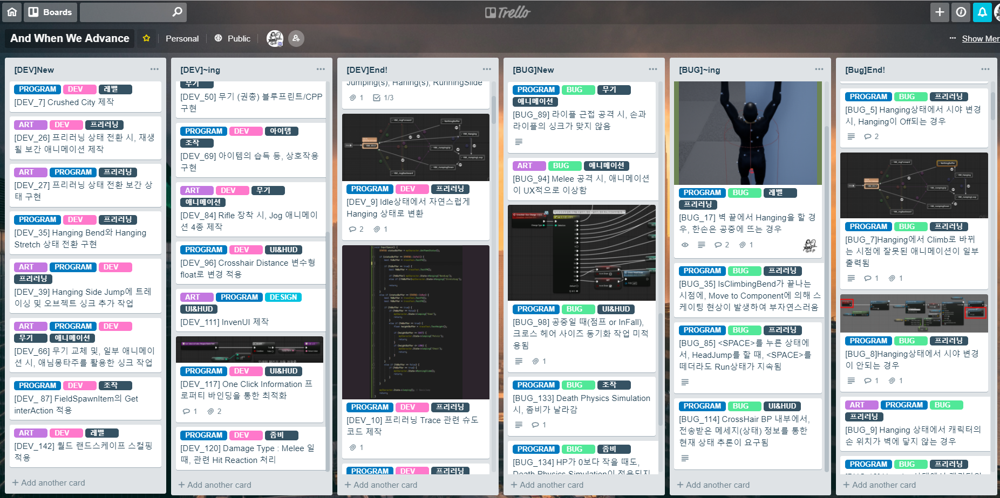 Boards
Trello
And When We Advance
Personal
Public
Show Men
[DEV]New
PROGRAM DEV 레벨
[DEV_7] Crushed City 제작
ART DEV 프리러닝
[DEV_26] 프리러닝 상태 전환 시, 재생
될 보간 애니메이션 제작
ART PROGRAM 프리러닝
[DEV_27] 프리러닝 상태 전환 보간 상
태 구현
PROGRAM DEV 프리러닝
[DEV_35] Hanging Bend와 Hanging
Stretch 상태 전환 구현
ART PROGRAM DEV
프리러닝
[DEV_39] Hanging Side Jump에 트레
이싱 및 오브젝트 싱크 추가 작업
ART PROGRAM DEV
무기 애니메이션
[DEV_66] 무기 교체 및, 일부 애니메이
션 시, 애님몽타주를 활용한 싱크 작업
PROGRAM DEV 조작
[DEV_ 87] FieldSpawnItem의 Get
interAction 적용
ART DEV 레벨
[DEV_142] 월드 랜드스케이프 스컬핑
적용
+ Add another card
[DEV]~ing
무기
[DEV_50] 무기 (권총) 블루프린트/CPP
구현
PROGRAM DEV 아이템
조작
[DEV_69] 아이템의 습득 등, 상호작용
구현
ART DEV 무기
애니메이션
[DEV_84] Rifle 장착 시, Jog 애니메이
션 4종 제작
PROGRAM DEV UI&HUD
[DEV_96] Crosshair Distance 변수형
float로 변경 적용
ART PROGRAM DESIGN
UI&HUD
[DEV_111] InvenUI 제작
PROGRAM DEV UI&HUD
[DEV_117] One Click Information 프
로퍼티 바인딩을 통한 최적화
1 2
PROGRAM DEV 좀비
[DEV_120] Damage Type : Melee 일
때, 관련 Hit Reaction 처리
+ Add another card
[DEV]End!
Jumping(s), Haning(s), RunningSlide
1 1/3
PROGRAM DEV 프리러닝
[DEV_9] Idle상태에서 자연스럽게
Hanging 상태로 변환
2 1
PROGRAM DEV 프리러닝
[DEV_10] 프리러닝 Trace 관련 슈도
코드 제작
1
PROGRAM DEV 프리러닝
+ Add another card
[BUG]New
PROGRAM BUG 무기
애니메이션
[BUG_89] 라이플 근접 공격 시, 손과
라이플의 싱크가 맞지 않음
ART BUG 애니메이션
[BUG_94] Melee 공격 시, 애니메이션
이 UX적으로 이상함
PROGRAM BUG UI&HUD
[BUG_98] 공중일 때(점프 or InFall),
크로스 헤어 사이즈 동기화 작업 미적
용됨
1
PROGRAM BUG 조작
[BUG_133] Death Physics Simulation
시, 좀비가 날라감
1
PROGRAM BUG 좀비
[BUG_134] HP가 0보다 작을 때도,
Death Physics Simulation이 적용되지
+ Add another card
[BUG]~ing
PROGRAM BUG 레벨
프리러닝
[BUG_17] 벽 끝에서 Hanging을 할 경
우, 한손은 공중에 뜨는 경우
2 1
PROGRAM BUG 프리러닝
[BUG_35] IsClimbingBend가 끝나는
시점에, Move to Component에 의해 스
케이팅 현상이 발생하여 부자연스러움
PROGRAM BUG 프리러닝
[BUG_85] <SPACE>를 누른 상태에
서, HeadJump를 할 때, <SPACE>를
떼더라도 Run상태가 지속됨
PROGRAM BUG UI&HUD
[BUG_114] CrossHair BP 내부에서,
전송받은 메세지(상태) 정보를 통한
현재 상태 추론이 요구됨
+ Add another card
[Bug]End!
PROGRAM BUG 프리러닝
[BUG_5] Hanging상태에서 시야 변경
시, Hanging이 Off되는 경우
2
PROGRAM BUG 프리러닝
[BUG_7]Hanging에서 Climb로 바뀌
는 시점에 잘못된 애니메이션이 일부
출력됨
1 1
PROGRAM BUG 프리러닝
[BUG_8]Hanging상태에서 시야 변경
이 안되는 경우
1 1
ART PROGRAM BUG
프리러닝
[BUG_9] Hanging 상태에서 캐릭터의
손 위치가 벽에 닿지 않는 경우
PROGRAM BUG 프리러닝
+ Add another card